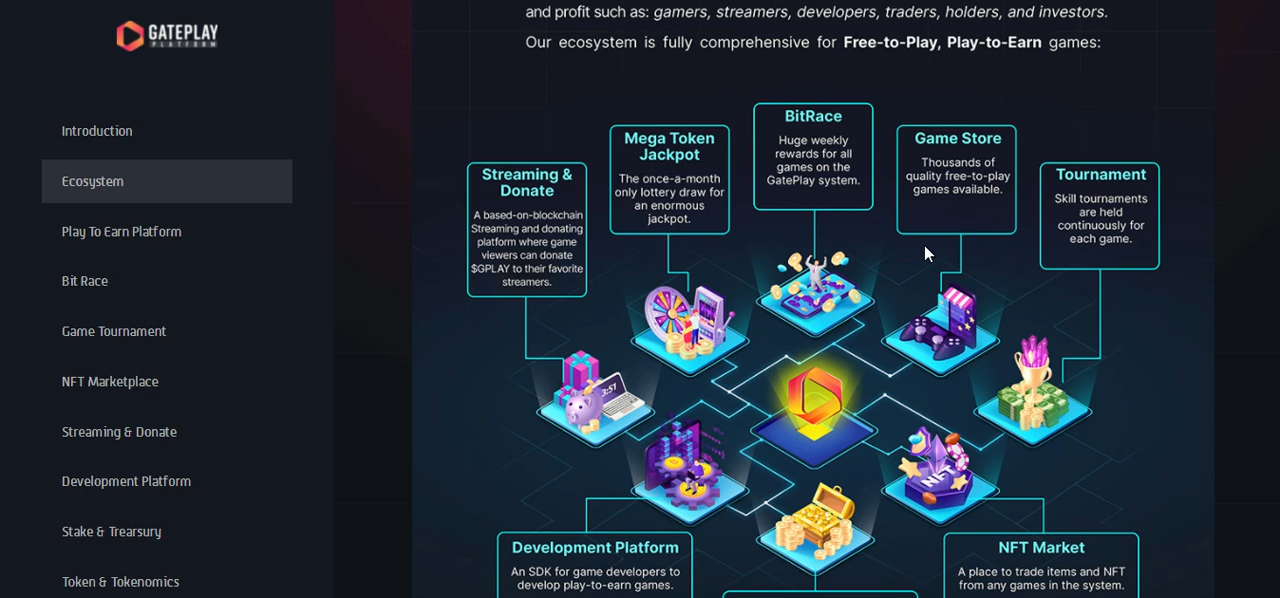 GATEPLAY
PLATFORM
Introduction
Ecosystem
Play To Earn Platform
Bit Race
Game Tournament
NFT Marketplace
Streaming & Donate
Development Platform
Stake & Treasrury
Token & Tokenomics
and profit such as: gamers, streamers, developers, traders, holders, and investors.
Our ecosystem is fully comprehensive for Free-to-Play, Play-to-Earn games:
Streaming &
Donate
A based-on-blockchain
Streaming and donating
platform where game
viewers can donate
$GPLAY to their favorite
streamers.
Mega Token
Jackpot
The once-a-month
only lottery draw for
an enormous
jackpot.
BitRace
Huge weekly
rewards for all
games on the
GatePlay system.
Game Store
Thousands of
quality free-to-play
games available.
Tournament
Skill tournaments
are held
continuously for
each game.
3:51
NFT
Development Platform
An SDK for game developers to
develop play-to-earn games.
NFT Market
A place to trade items and NFT
from any games in the system.